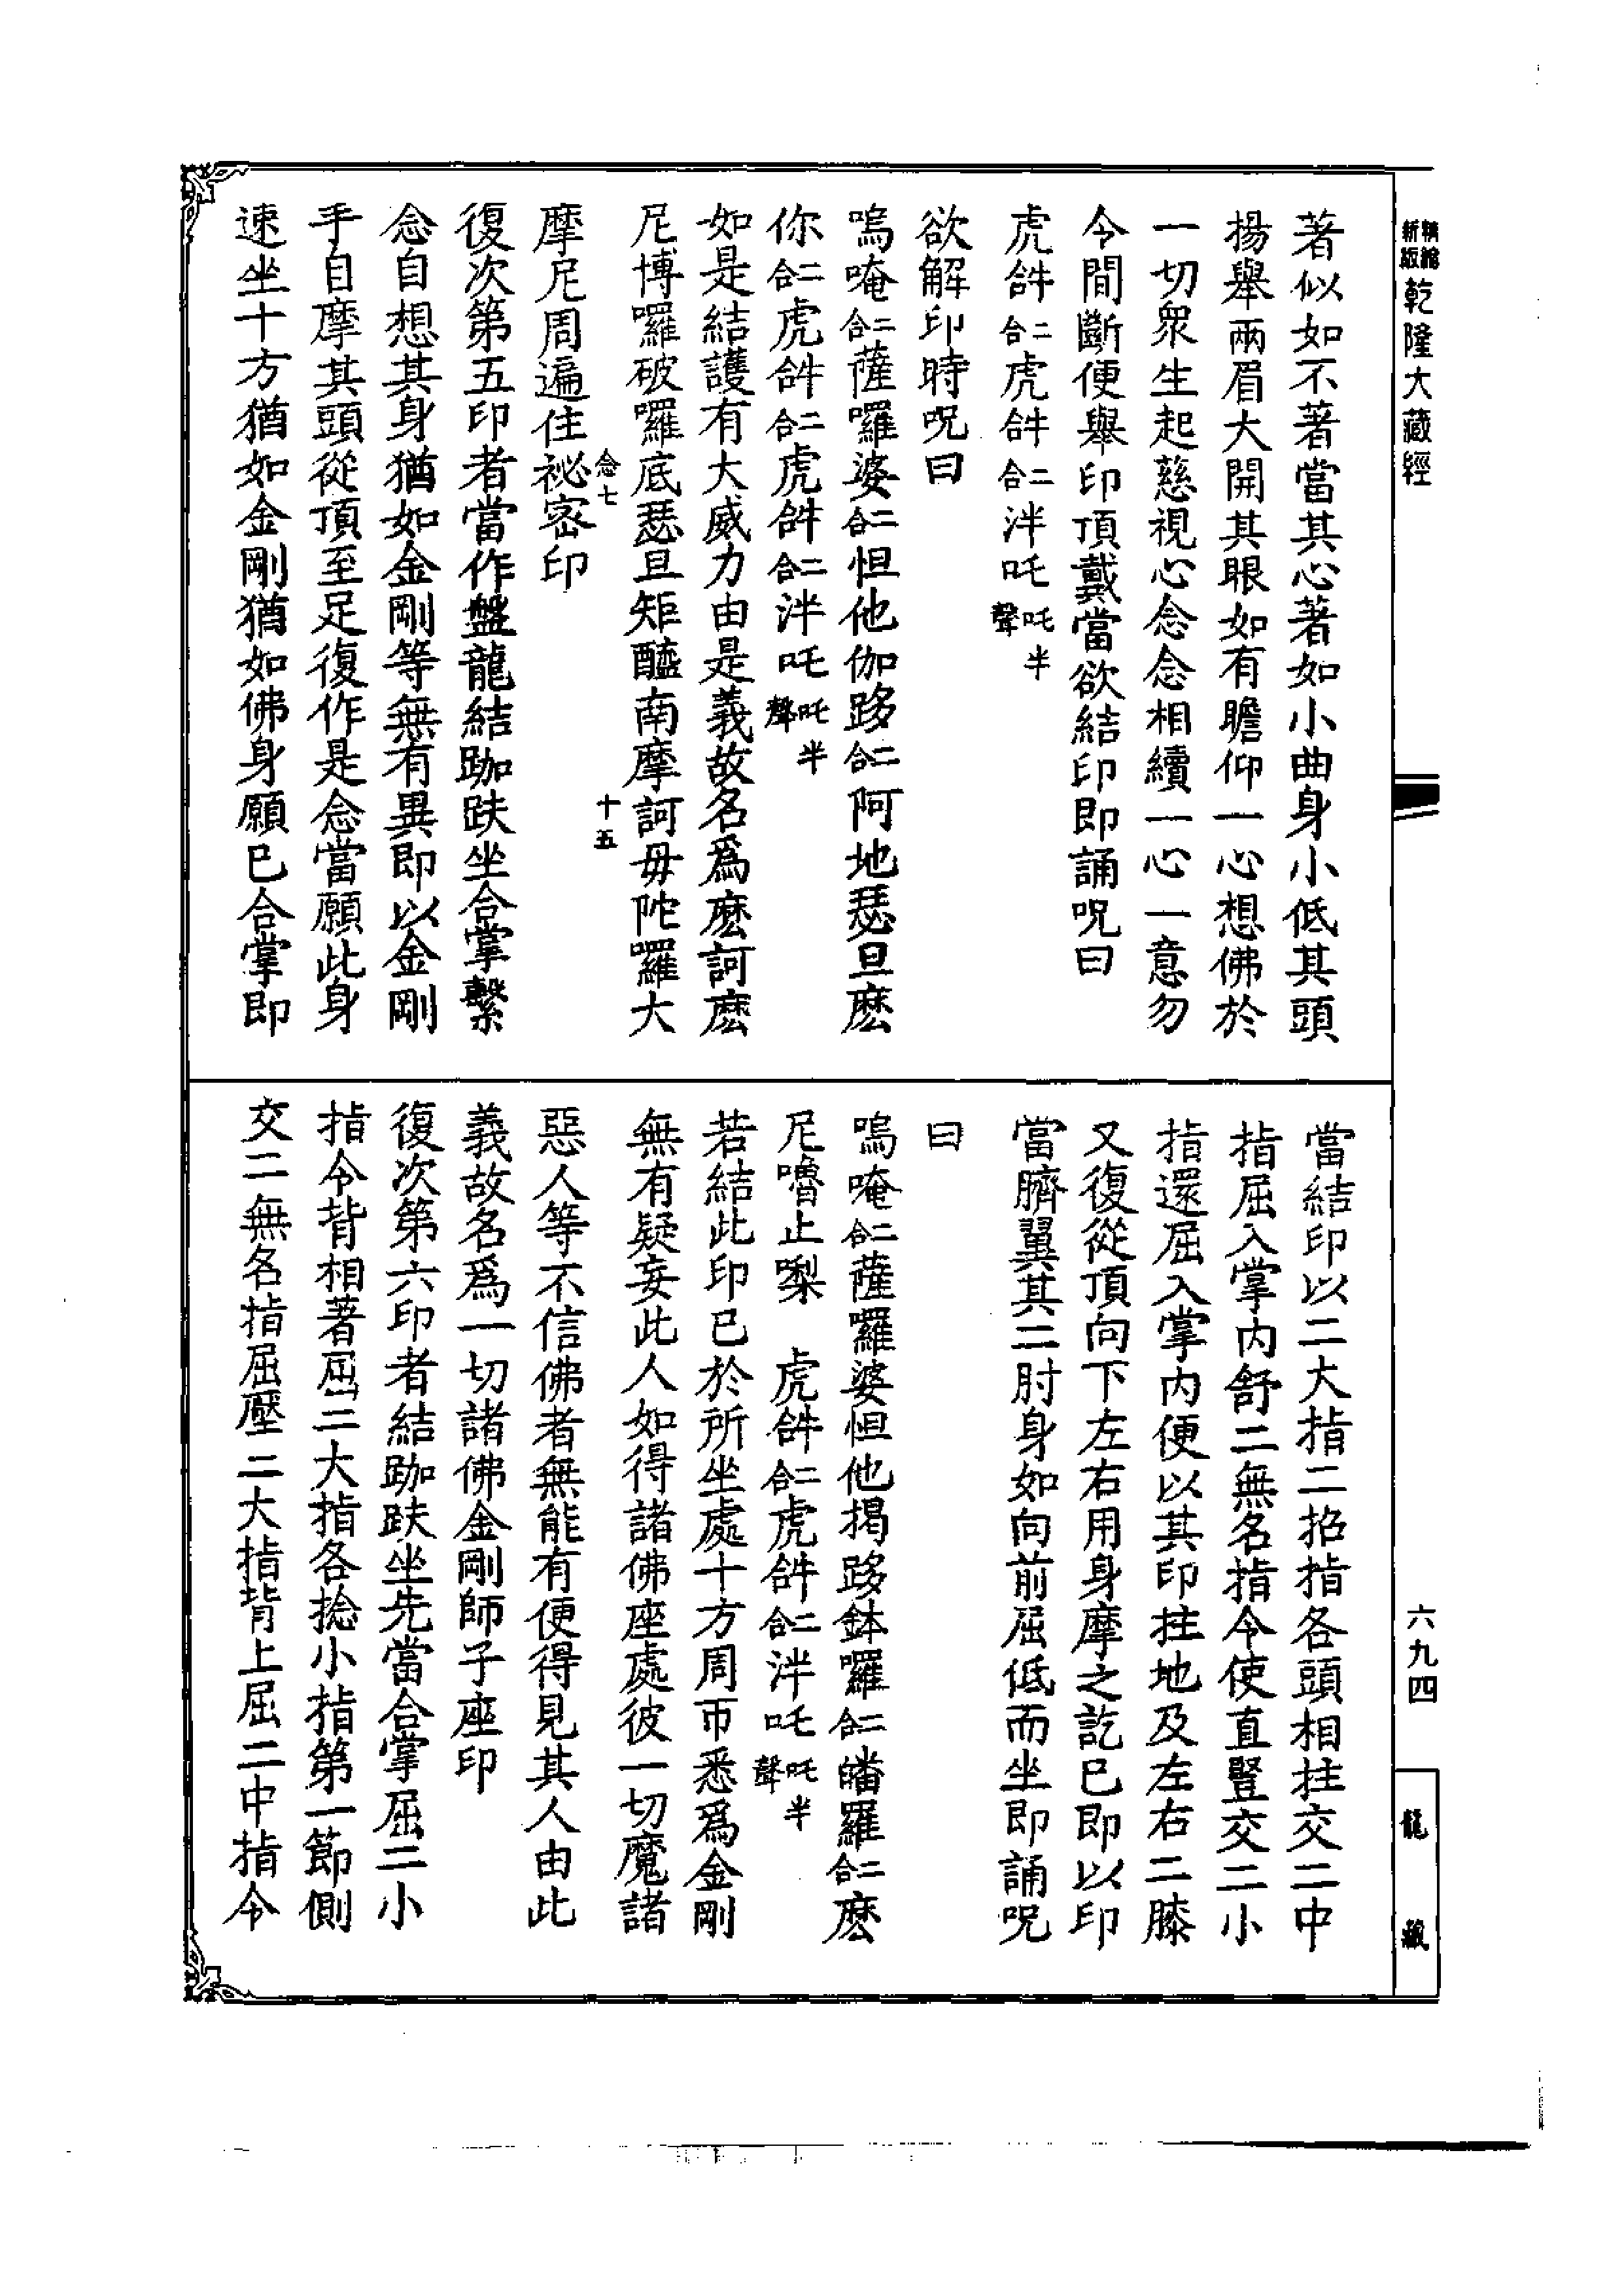 著似如不著當其心著如小曲身小低其頭
揚舉兩眉大開其眼如有瞻仰一心想佛於
一切衆生起慈視心念念相續一心一意勿
令間斷便舉印頂戴當欲結印即誦呪曰
虎𤙖二合虎𤙖二合泮吒吒半聲
欲解印時呪曰
嗚唵二合薩囉婆二合怛他伽跢二合阿地瑟旦麽
你二合虎𤙖二合虎𤙖二合泮吒吒半聲
如是結護有大威力由是義故名爲麽訶麽
尼博囉破囉底瑟旦矩醯南摩訶毋陀囉大
摩尼周遍住祕密印
念七
十五
復次第五印者當作盤龍結跏趺坐合掌繫
念自想其身猶如金剛等無有異即以金剛
手自摩其頭從頂至足復作是念當願此身
速坐十方猶如金剛猶如佛身願已合掌即
當結印以二大指二招指各頭相拄交二中
指屈入掌内舒二無名指令使直豎交二小
指還屈入掌内便以其印拄地及左右二膝
又復從頂向下左右用身摩之訖已即以印
當臍翼其二肘身如向前屈低而坐即誦呪
曰
嗚唵二合薩囉婆怛他揭跢鉢囉二合皤羅二合麽
尼嚕止㗚 虎𤙖二合虎𤙖二合泮吒吒半聲
若結此印已於所坐處十方周帀悉爲金剛
無有疑妄此人如得諸佛座處彼一切魔諸
惡人等不信佛者無能有便得見其人由此
義故名爲一切諸佛金剛師子座印
復次第六印者結跏趺坐先當合掌屈二小
指令背相著屈二大指各捻小指第一節側
交二無名指屈壓二大指背上屈二中指令
精縮新版乾隆大藏經
六九四
龍藏